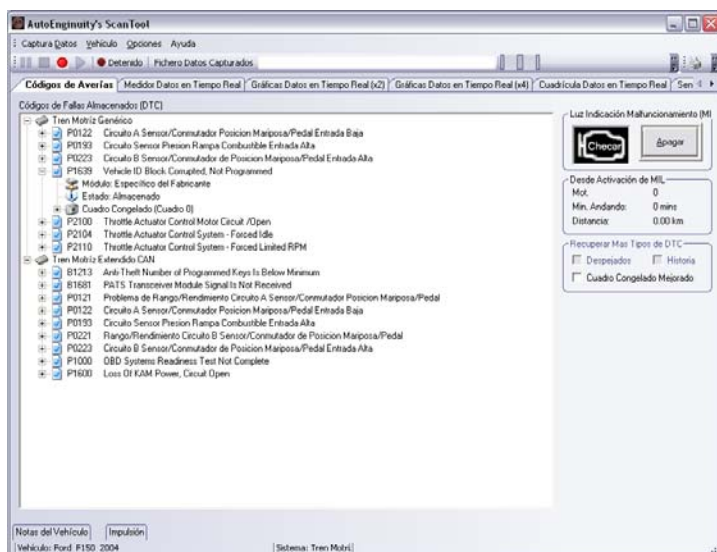 AutoEnginuity's ScanTool
Captura Datos Vehiculo Opciones Ayuda
Detenido Fichero Datos Capturados
Códigos de Averías Medidor Datos en Tiempo Real Gráficas Datos en Tiempo Real (x2) Gráficas Datos en Tiempo Real (x4) Cuadrícula Datos en Tiempo Real Sen
Códigos de Fallas Almacenados (DTC)
Tren Motriz Genérico
P0122 Circuito A Sensor/Conmutador Posicion Mariposa/Pedal Entrada Baja
P0193 Circuito Sensor Presion Rampa Combustible Entrada Alta
P0223 Circuito B Sensor/Conmutador de Posicion Mariposa/Pedal Entrada Alta
P1639 Vehicle ID Block Corrupted, Not Programmed
Módulo: Específico del Fabricante
Estado: Almacenado
Cuadro Congelado (Cuadro 0)
P2100 Throttle Actuator Control Motor Circuit /Open
P2104 Throttle Actuator Control System - Forced Idle
P2110 Throttle Actuator Control System - Forced Limited RPM
Tren Motriz Extendido CAN
B1213 Anti-Theft Number of Programmed Keys Is Below Minimum
B1681 PATS Transceiver Module Signal Is Not Received
P0121 Problema de Rango/Rendimiento Circuito A Sensor/Conmutador Posicion Mariposa/Pedal
P0122 Circuito A Sensor/Conmutador Posicion Mariposa/Pedal Entrada Baja
P0193 Circuito Sensor Presion Rampa Combustible Entrada Alta
P0221 Rango/Rendimiento Circuito B Sensor/Conmutador de Posicion Mariposa/Pedal
P0223 Circuito B Sensor/Conmutador de Posicion Mariposa/Pedal Entrada Alta
P1000 OBD Systems Readiness Test Not Complete
P1600 Loss Of KAM Power, Circuit Open
Luz Indicación Malfuncionamiento (MI
Checar Apagar
Desde Activación de MIL
Mot. 0
Min. Andando: 0 mins
Distancia: 0.00 km
Recuperar Mas Tipos de DTC
Despejados Historia
Cuadro Congelado Mejorado
Notas del Vehículo Impulsión
Vehículo: Ford F150 2004 Sistema: Tren Motri